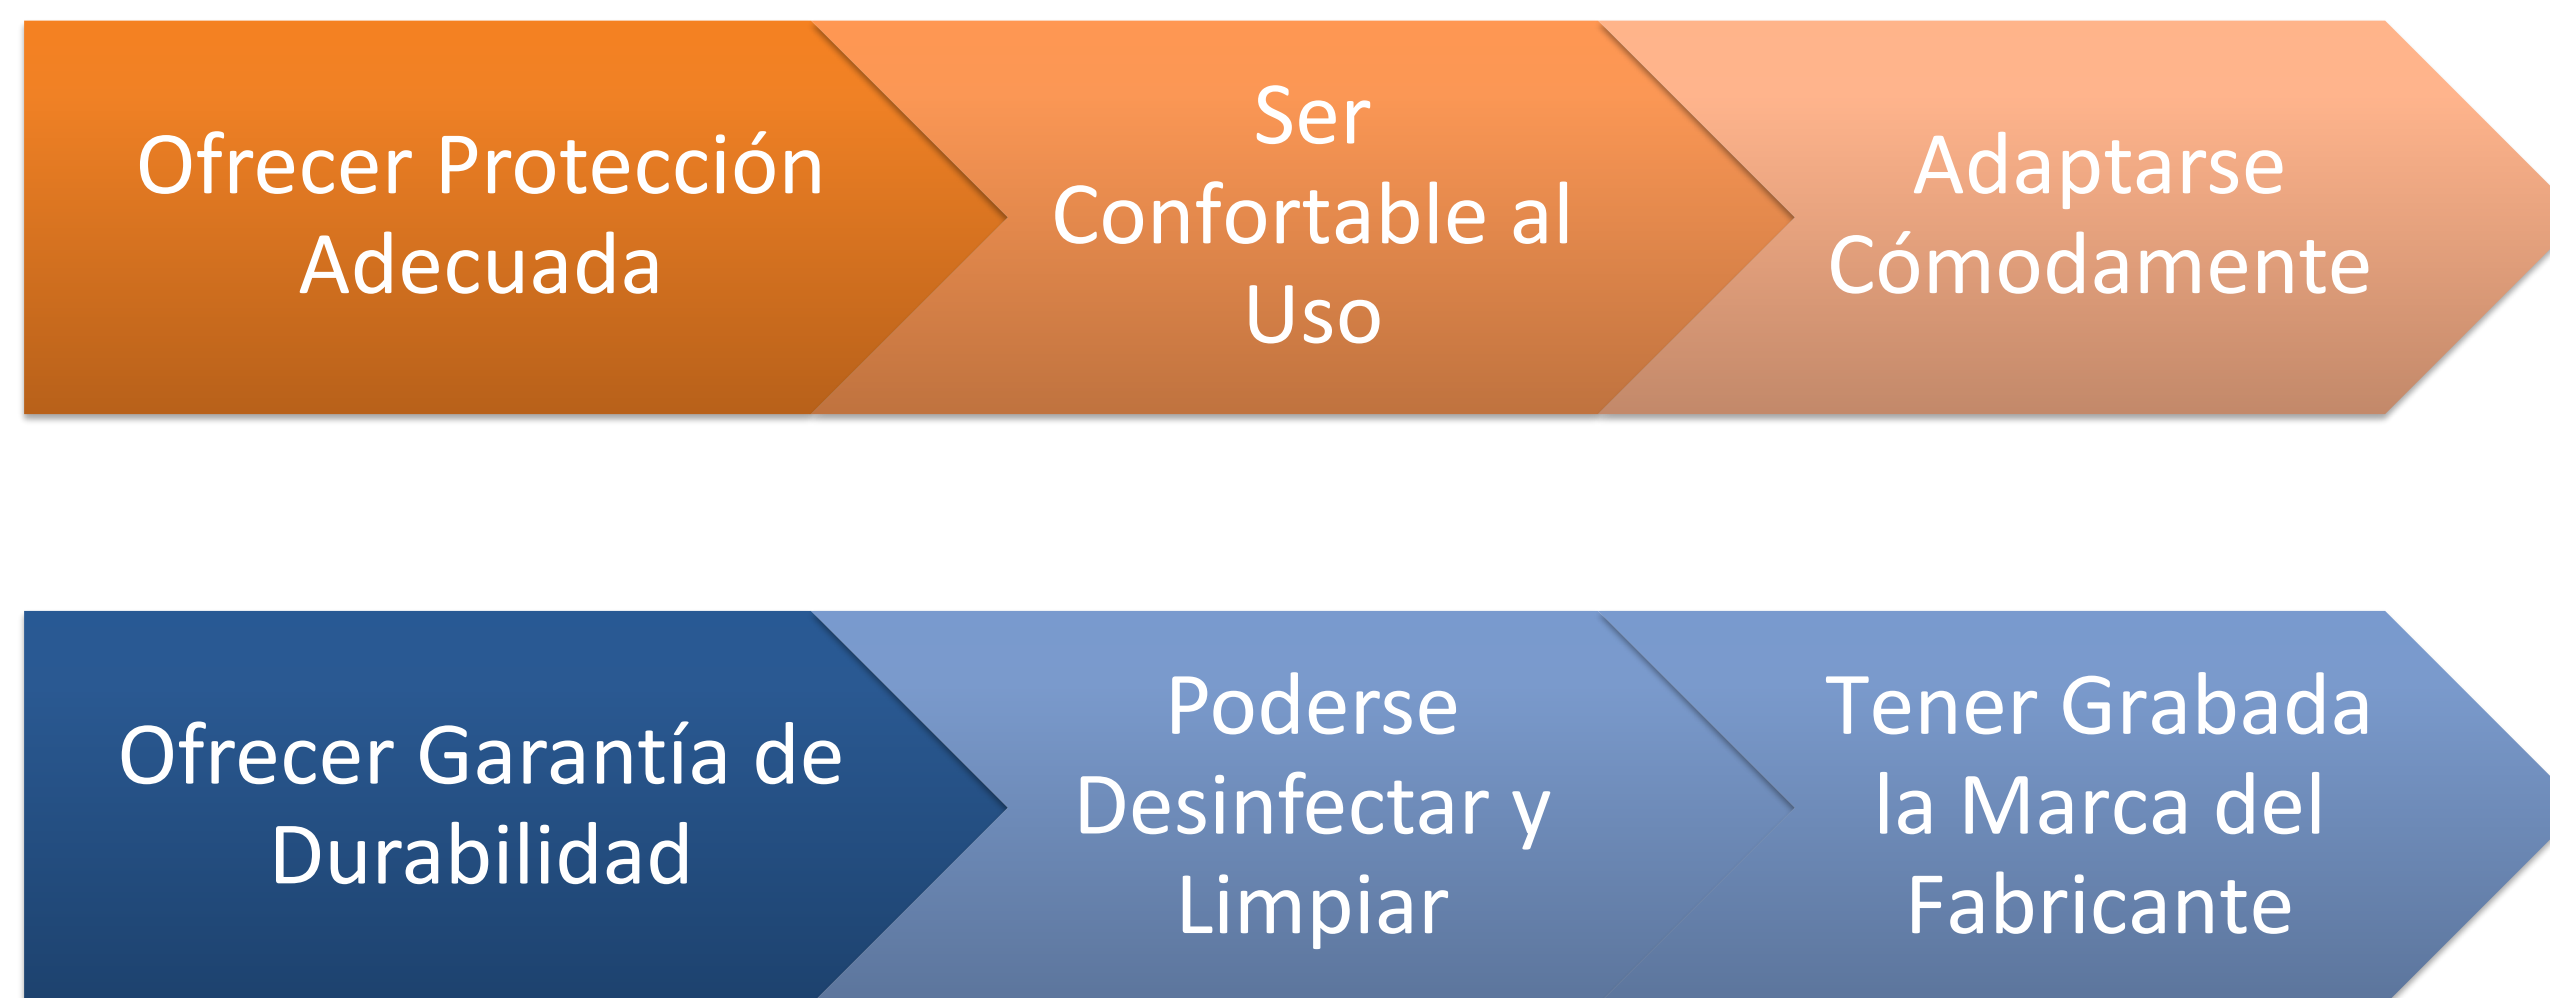 Ofrecer Protección
Adecuada
Ser
Confortable al
Uso
Adaptarse
Cómodamente
Ofrecer Garantía de
Durabilidad
Poderse
Desinfectar y
Limpiar
Tener Grabada
la Marca del
Fabricante